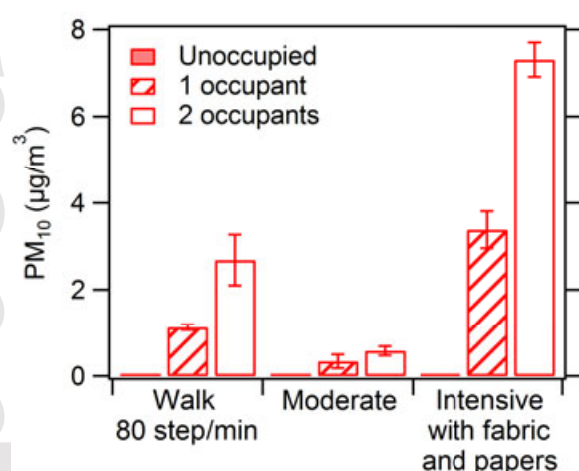 8
6
4
2
0
PM10 (μg/m3)
Unoccupied
1 occupant
2 occupants
Walk
80 step/min
Moderate
Intensive
with fabric
and papers